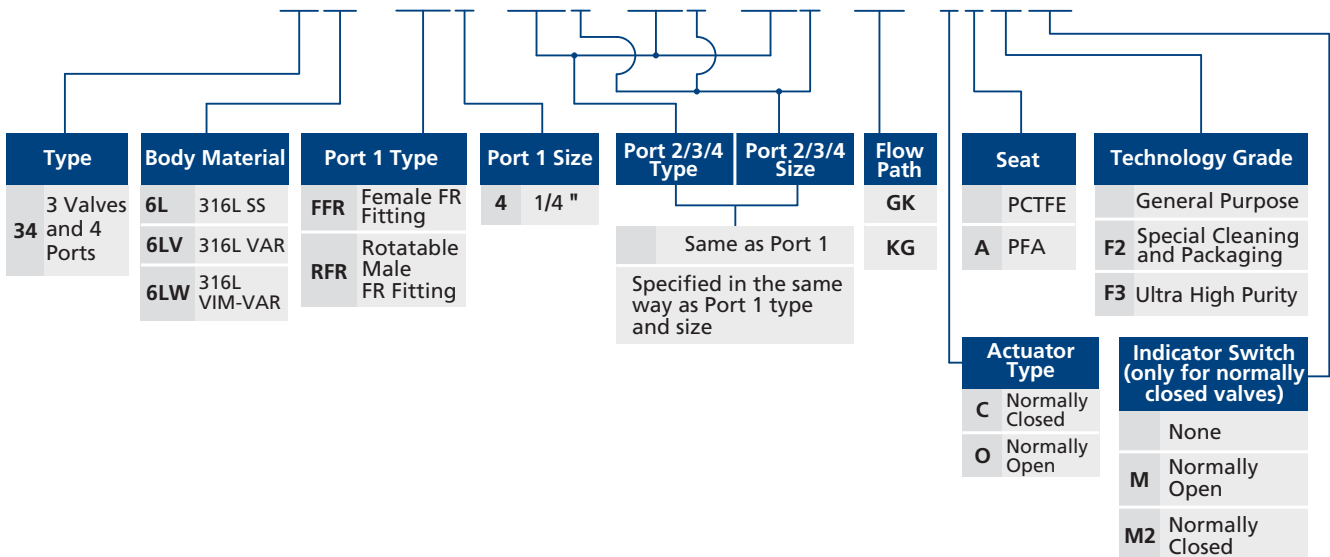 Type
34 3 Valves
and 4
Ports
Body Material
6L 316L SS
6LV 316L VAR
6LW 316L
VIM-VAR
Port 1 Type
FFR Female FR
Fitting
RFR Rotatable
Male
FR Fitting
Port 1 Size
4 1/4 "
Port 2/3/4
Type
Port 2/3/4
Size
Same as Port 1
Specified in the same
way as Port 1 type
and size
Flow
Path
GK
KG
Seat
PCTFE
A PFA
Technology Grade
General Purpose
F2 Special Cleaning
and Packaging
F3 Ultra High Purity
Actuator
Type
C Normally
Closed
O Normally
Open
Indicator Switch
(only for normally
closed valves)
None
M Normally
Open
M2 Normally
Closed